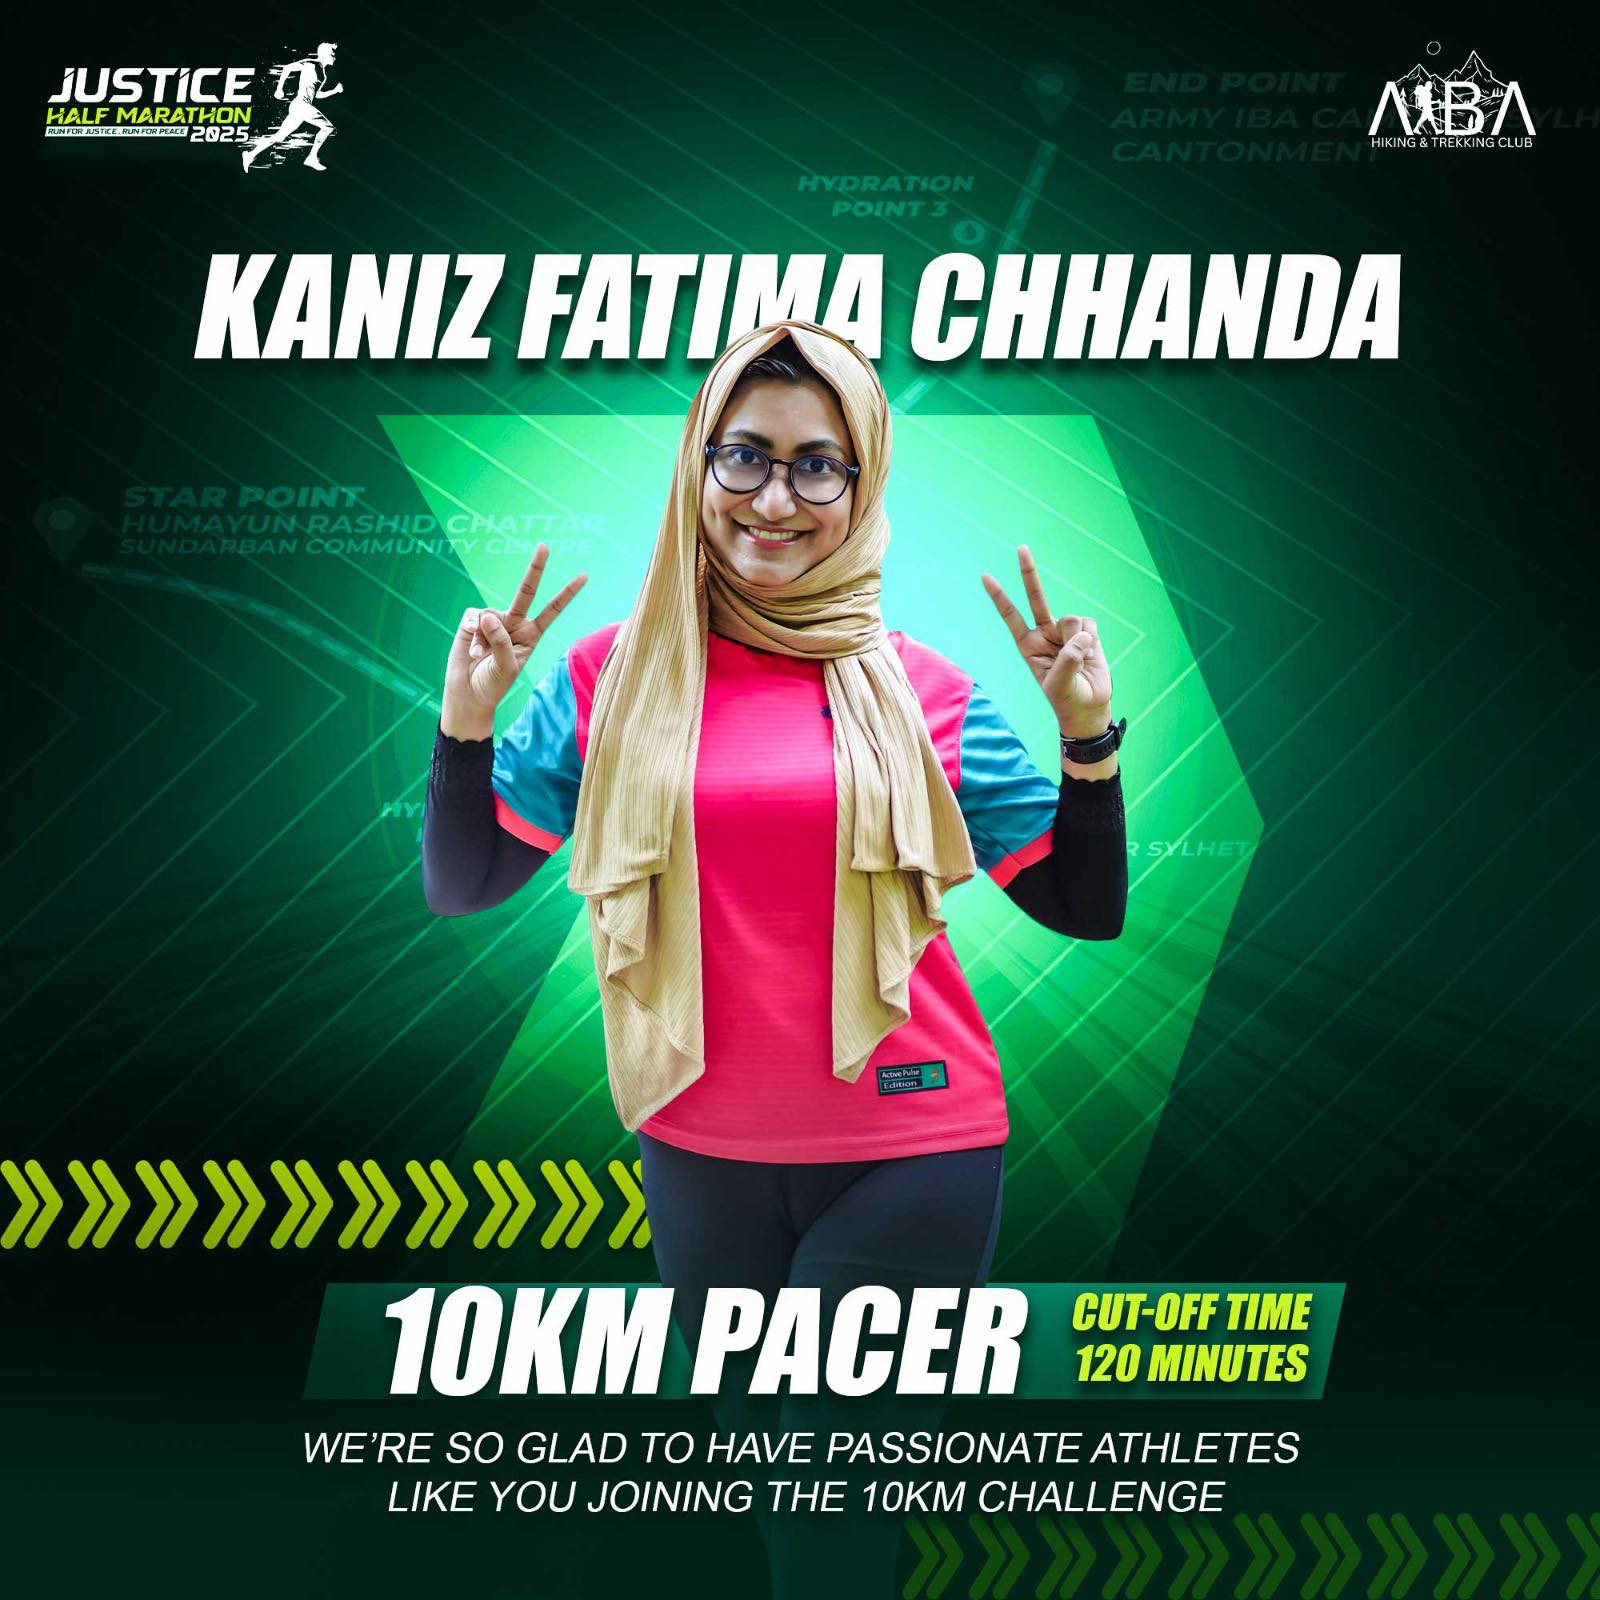 JUSTICE
HALF MARATHON
RUN FOR JUSTICE . RUN FOR PEACE 2025
AIBA
HIKING & TREKKING CLUB
END POINT
ARMY IBA
CANTONMENT
HYDRATION
POINT 3
KANIZ FATIMA CHHANDA
STAR POINT
HUMAYUN RASHID CHATTAR
SUNDARBAN COMMUNITY CENTRE
SYLHET
Active Pulse
Edition
10KM PACER
CUT-OFF TIME
120 MINUTES
WE'RE SO GLAD TO HAVE PASSIONATE ATHLETES
LIKE YOU JOINING THE 10KM CHALLENGE